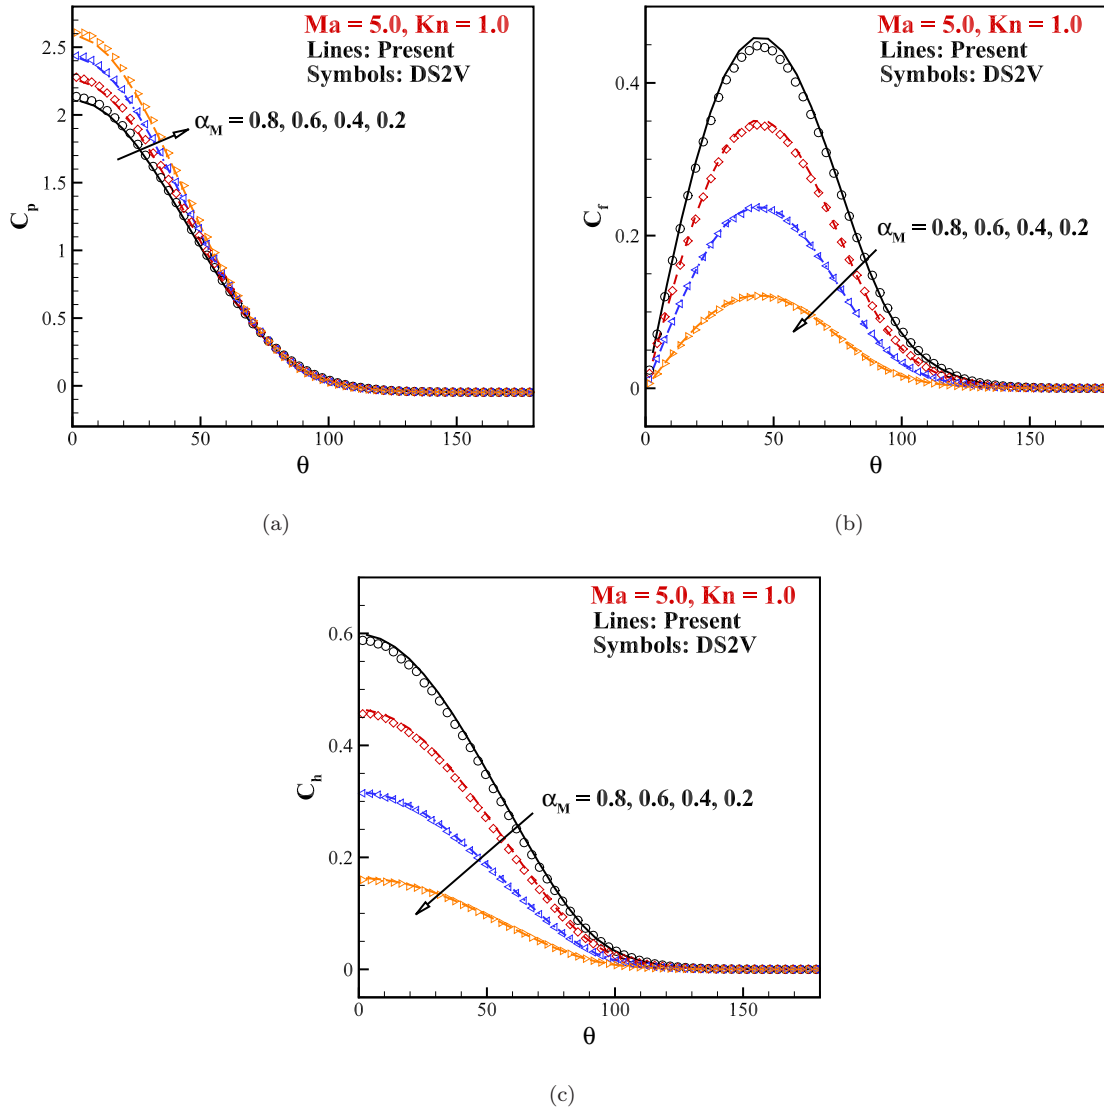 Ma = 5.0, Kn = 1.0
Lines: Present
Symbols: DS2V
α_M = 0.8, 0.6, 0.4, 0.2
C_p
2.5
2
1.5
1
0.5
0
0 50 100 150
θ
(a)
Ma = 5.0, Kn = 1.0
Lines: Present
Symbols: DS2V
α_M = 0.8, 0.6, 0.4, 0.2
C_f
0.4
0.2
0
0 50 100 150
θ
(b)
Ma = 5.0, Kn = 1.0
Lines: Present
Symbols: DS2V
α_M = 0.8, 0.6, 0.4, 0.2
C_h
0.6
0.4
0.2
0
0 50 100 150
θ
(c)